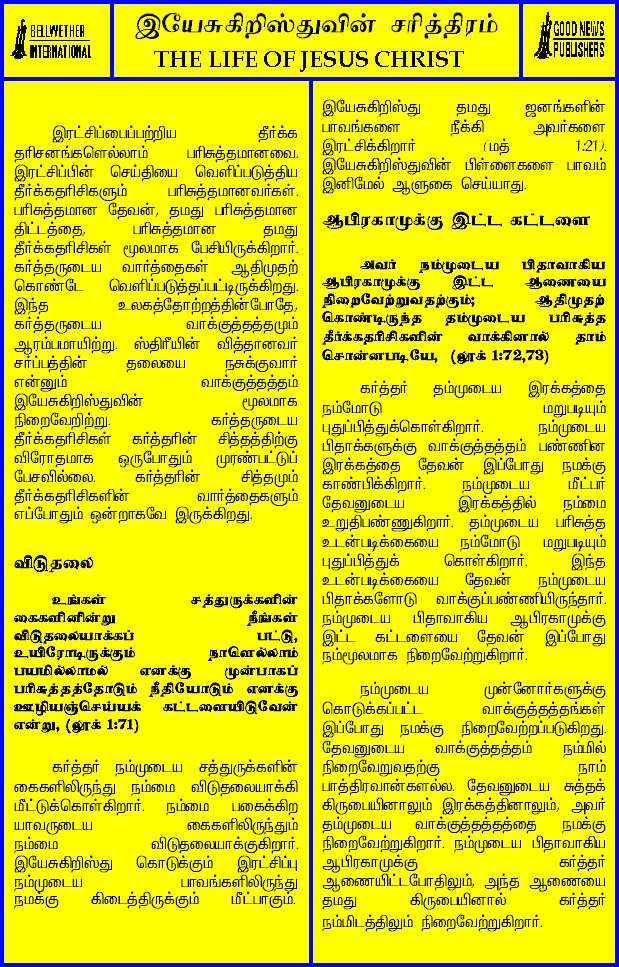 BELLWETHER
INTERNATIONAL
இயேசுகிறிஸ்துவின் சரித்திரம்
THE LIFE OF JESUS CHRIST
GOOD NEWS
PUBLISHERS
இரட்சிப்பைப்பற்றிய தீர்க்க
தரிசனங்களெல்லாம் பரிசுத்தமானவை.
இரட்சிப்பின் செய்தியை வெளிப்படுத்திய
தீர்க்கதரிசிகளும் பரிசுத்தமானவர்கள்.
பரிசுத்தமான தேவன், தமது பரிசுத்தமான
திட்டத்தை, பரிசுத்தமான தமது
தீர்க்கதரிசிகள் மூலமாக பேசியிருக்கிறார்.
கர்த்தருடைய வார்த்தைகள் ஆதிமுதற்
கொண்டே வெளிப்படுத்தப்பட்டிருக்கிறது.
இந்த உலகத்தோற்றத்தின்போதே,
கர்த்தருடைய வாக்குத்தத்தமும்
ஆரம்பமாயிற்று. ஸ்திரீயின் வித்தானவர்
சர்ப்பத்தின் தலையை நசுக்குவார்
என்னும் வாக்குத்தத்தம்
இயேசுகிறிஸ்துவின் மூலமாக
நிறைவேறிற்று. கர்த்தருடைய
தீர்க்கதரிசிகள் கர்த்தரின் சித்தத்திற்கு
விரோதமாக ஒருபோதும் முரண்பட்டுப்
பேசவில்லை. கர்த்தரின் சித்தமும்
தீர்க்கதரிசிகளின் வார்த்தைகளும்
எப்போதும் ஒன்றாகவே இருக்கிறது.
விடுதலை
உங்கள் சத்துருக்களின்
கைகளினின்று நீங்கள்
விடுதலையாக்கப் பட்டு,
உயிரோடிருக்கும் நாளெல்லாம்
பயமில்லாமல் எனக்கு முன்பாகப்
பரிசுத்தத்தோடும் நீதியோடும் எனக்கு
ஊழியஞ்செய்யக் கட்டளையிடுவேன்
என்று, (லூக் 1:71)
கர்த்தர் நம்முடைய சத்துருக்களின்
கைகளிலிருந்து நம்மை விடுதலையாக்கி
மீட்டுக்கொள்கிறார். நம்மை பகைக்கிற
யாவருடைய கைகளிலிருந்தும்
நம்மை விடுதலையாக்குகிறார்.
இயேசுகிறிஸ்து கொடுக்கும் இரட்சிப்பு
நம்முடைய பாவங்களிலிருந்து
நமக்கு கிடைத்திருக்கும் மீட்பாகும்.
இயேசுகிறிஸ்து தமது ஜனங்களின்
பாவங்களை நீக்கி அவர்களை
இரட்சிக்கிறார் (மத் 1:21).
இயேசுகிறிஸ்துவின் பிள்ளைகளை பாவம்
இனிமேல் ஆளுகை செய்யாது.
ஆபிரகாமுக்கு இட்ட கட்டளை
அவர் நம்முடைய பிதாவாகிய
ஆபிரகாமுக்கு இட்ட ஆணையை
நிறைவேற்றுவதற்கும்; ஆதிமுதற்
கொண்டிருந்த தம்முடைய பரிசுத்த
தீர்க்கதரிசிகளின் வாக்கினால் தாம்
சொன்னபடியே, (லூக் 1:72,73)
கர்த்தர் தம்முடைய இரக்கத்தை
நம்மோடு மறுபடியும்
புதுப்பித்துக்கொள்கிறார். நம்முடைய
பிதாக்களுக்கு வாக்குத்தத்தம் பண்ணின
இரக்கத்தை தேவன் இப்போது நமக்கு
காண்பிக்கிறார். நம்முடைய மீட்பர்
தேவனுடைய இரக்கத்தில் நம்மை
உறுதிபண்ணுகிறார். தம்முடைய பரிசுத்த
உடன்படிக்கையை நம்மோடு மறுபடியும்
புதுப்பித்துக் கொள்கிறார். இந்த
உடன்படிக்கையை தேவன் நம்முடைய
பிதாக்களோடு வாக்குப்பண்ணியிருந்தார்.
நம்முடைய பிதாவாகிய ஆபிரகாமுக்கு
இட்ட கட்டளையை தேவன் இப்போது
நம்மூலமாக நிறைவேற்றுகிறார்.
நம்முடைய முன்னோர்களுக்கு
கொடுக்கப்பட்ட வாக்குத்தத்தங்கள்
இப்போது நமக்கு நிறைவேற்றப்படுகிறது.
தேவனுடைய வாக்குத்தத்தம் நம்மில்
நிறைவேறுவதற்கு நாம்
பாத்திரவான்களல்ல. தேவனுடைய சுத்தக்
கிருபையினாலும் இரக்கத்தினாலும், அவர்
தம்முடைய வாக்குத்தத்தத்தை நமக்கு
நிறைவேற்றுகிறார். நம்முடைய பிதாவாகிய
ஆபிரகாமுக்கு கர்த்தர்
ஆணையிட்டபோதிலும், அந்த ஆணையை
தமது கிருபையினால் கர்த்தர்
நம்மிடத்திலும் நிறைவேற்றுகிறார்.